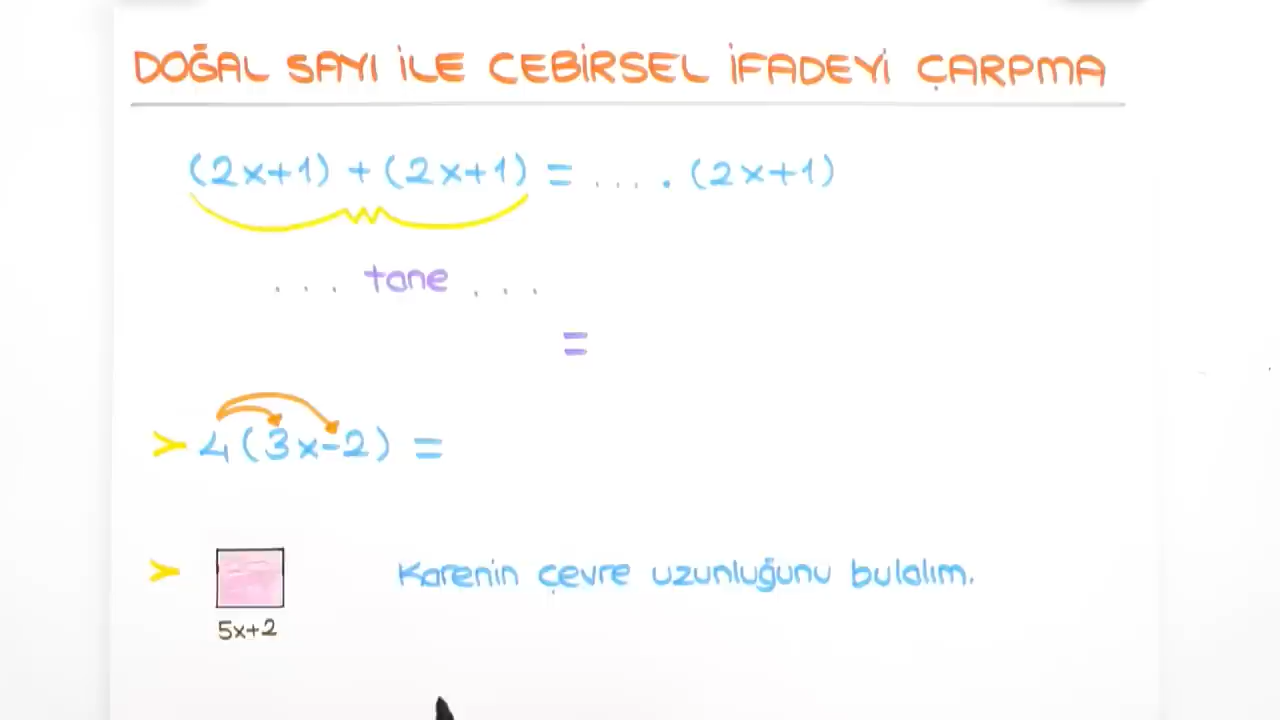 DOĞAL SAYI İLE CEBİRSEL İFADEYİ ÇARPMA
(2x+1) + (2x+1) = .... . (2x+1)
... tane ...
=
> 4(3x-2) =
> Karenin çevre uzunluğunu bulalım.
5x+2